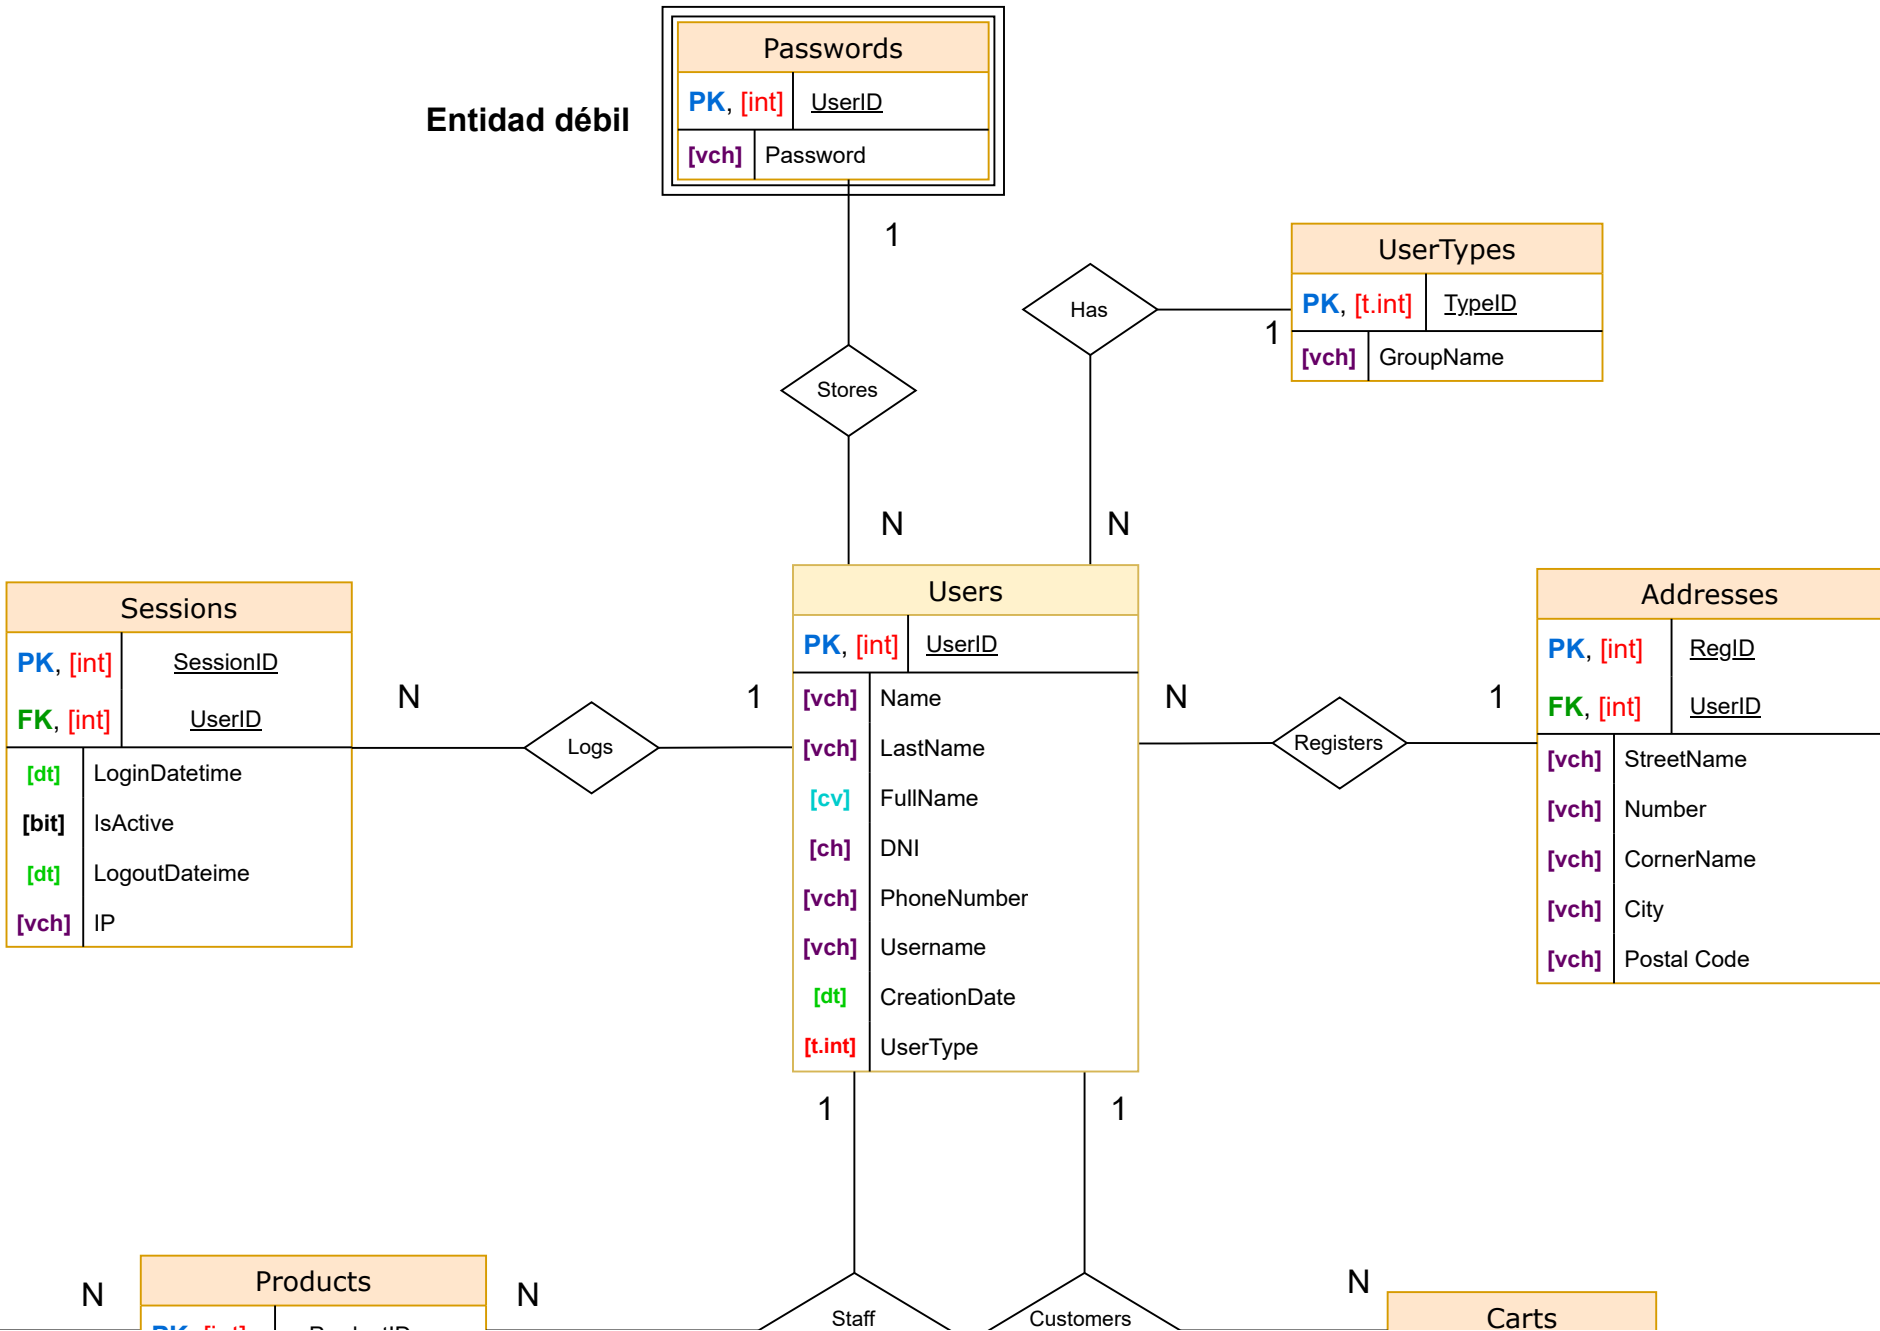 Passwords
PK, [int] UserID
[vch] Password
Entidad débil
1
UserTypes
PK, [t.int] TypeID
[vch] GroupName
Has
1
Stores
N
N
Sessions
PK, [int] SessionID
FK, [int] UserID
[dt] LoginDatetime
[bit] IsActive
[dt] LogoutDateime
[vch] IP
N
Logs
1
Users
PK, [int] UserID
[vch] Name
[vch] LastName
[cv] FullName
[ch] DNI
[vch] PhoneNumber
[vch] Username
[dt] CreationDate
[t.int] UserType
N
Registers
1
Addresses
PK, [int] RegID
FK, [int] UserID
[vch] StreetName
[vch] Number
[vch] CornerName
[vch] City
[vch] Postal Code
1
1
N
Products
PK, [int] ProductID
N
Staff
Customers
N
Carts